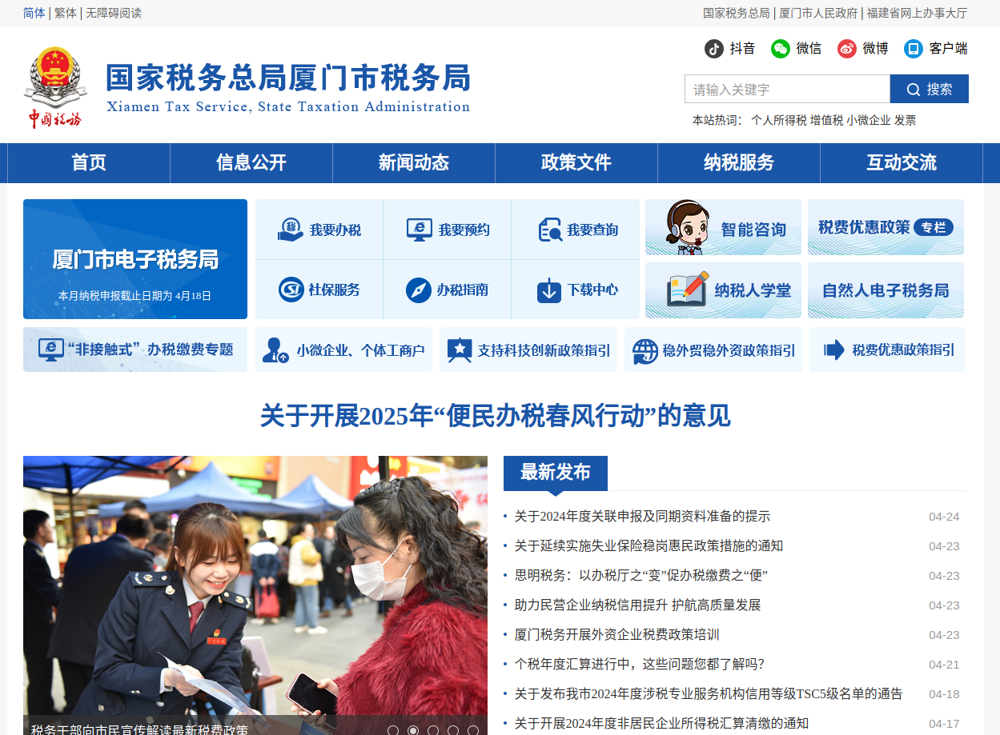 简体 | 繁体 | 无障碍阅读
国家税务总局 | 厦门市人民政府 | 福建省网上办事大厅
抖音 微信 微博 客户端
中国税务
国家税务总局厦门市税务局
Xiamen Tax Service, State Taxation Administration
请输入关键字 搜索
本站热词： 个人所得税 增值税 小微企业 发票
首页 信息公开 新闻动态 政策文件 纳税服务 互动交流
厦门市电子税务局
本月纳税申报截止日期为 4月18日
我要办税 我要预约 我要查询
社保服务 办税指南 下载中心
智能咨询 税费优惠政策 专栏
纳税人学堂 自然人电子税务局
“非接触式”办税缴费专题 小微企业、个体工商户 支持科技创新政策指引 稳外贸稳外资政策指引 税费优惠政策指引
关于开展2025年“便民办税春风行动”的意见
税务干部向市民宣传解读最新税费政策
最新发布
关于2024年度关联申报及同期资料准备的提示 04-24
关于延续实施失业保险稳岗惠民政策措施的通知 04-23
思明税务：以办税厅之“变”促办税缴费之“便” 04-23
助力民营企业纳税信用提升 护航高质量发展 04-23
厦门税务开展外资企业税费政策培训 04-23
个税年度汇算进行中，这些问题您都了解吗？ 04-21
关于发布我市2024年度涉税专业服务机构信用等级TSC5级名单的通告 04-18
关于开展2024年度非居民企业所得税汇算清缴的通知 04-17